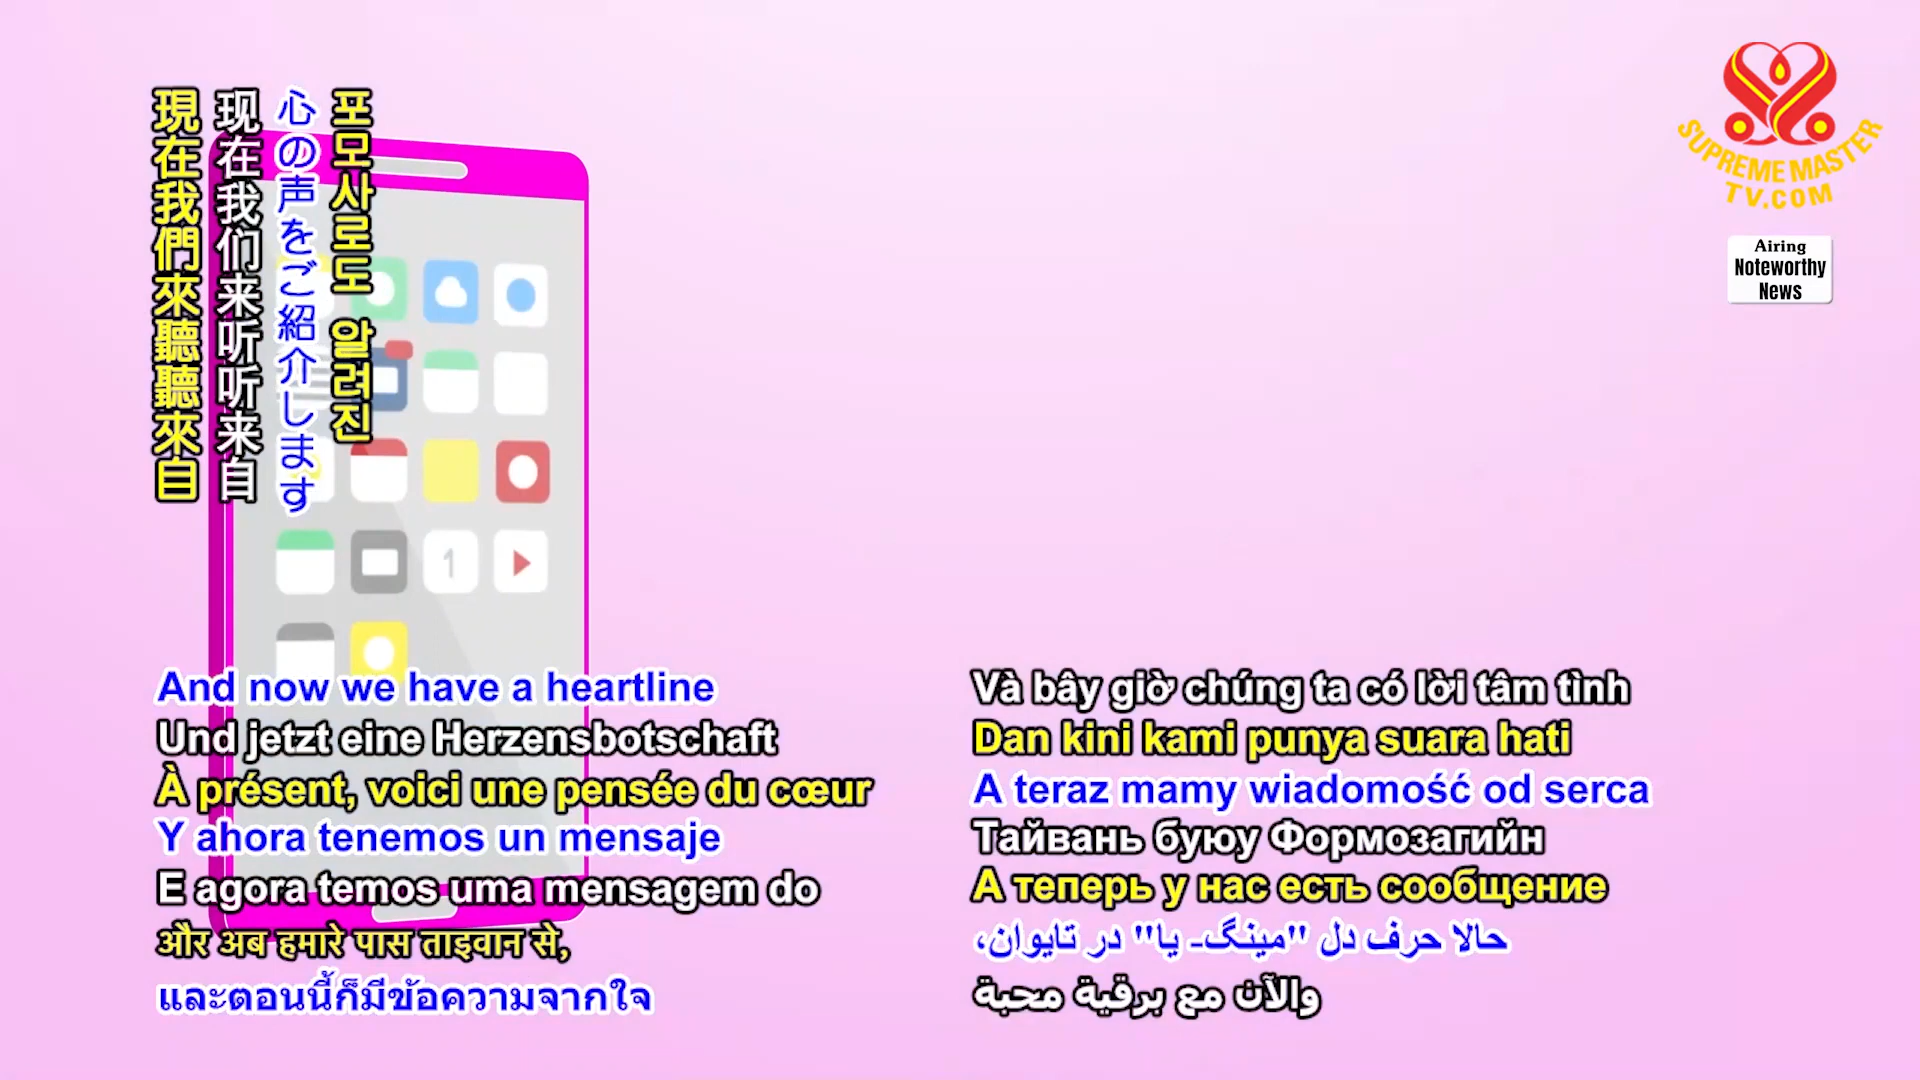 現在我們來聽聽來自
现在我们来听听来自
心の声をご紹介します
포모사로도 알려진
SUPREME MASTER
TV.COM
Airing
Noteworthy
News
1
And now we have a heartline
Und jetzt eine Herzensbotschaft
À présent, voici une pensée du cœur
Y ahora tenemos un mensaje
E agora temos uma mensagem do
और अब हमारे पास ताइवान से,
และตอนนี้ก็มีข้อความจากใจ
Và bây giờ chúng ta có lời tâm tình
Dan kini kami punya suara hati
A teraz mamy wiadomość od serca
Тайвань буюу Формозагийн
А теперь у нас есть сообщение
حالا حرف دل "مینگ- یا" در تایوان،
والآن مع برقية محبة